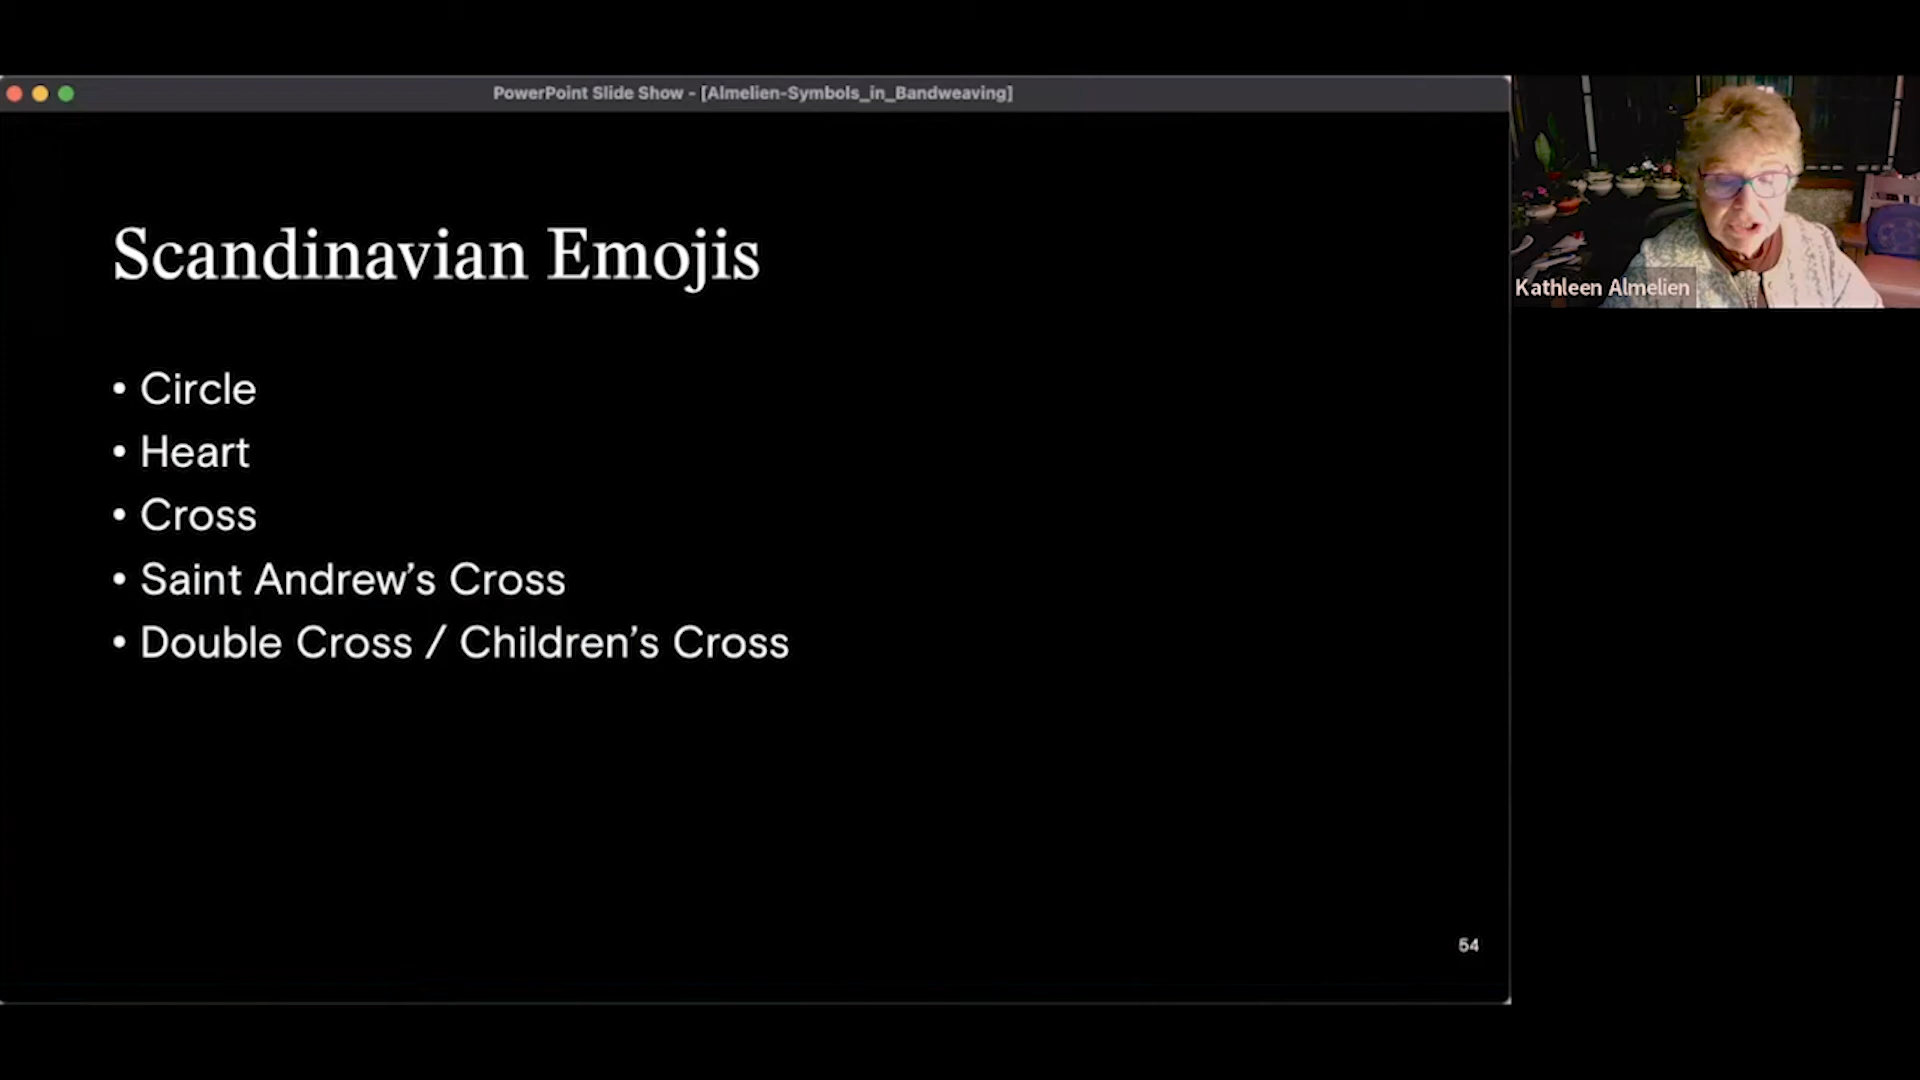 PowerPoint Slide Show - [Almelien-Symbols_in_Bandweaving]
Scandinavian Emojis
• Circle
• Heart
• Cross
• Saint Andrew’s Cross
• Double Cross / Children’s Cross
54
Kathleen Almelien